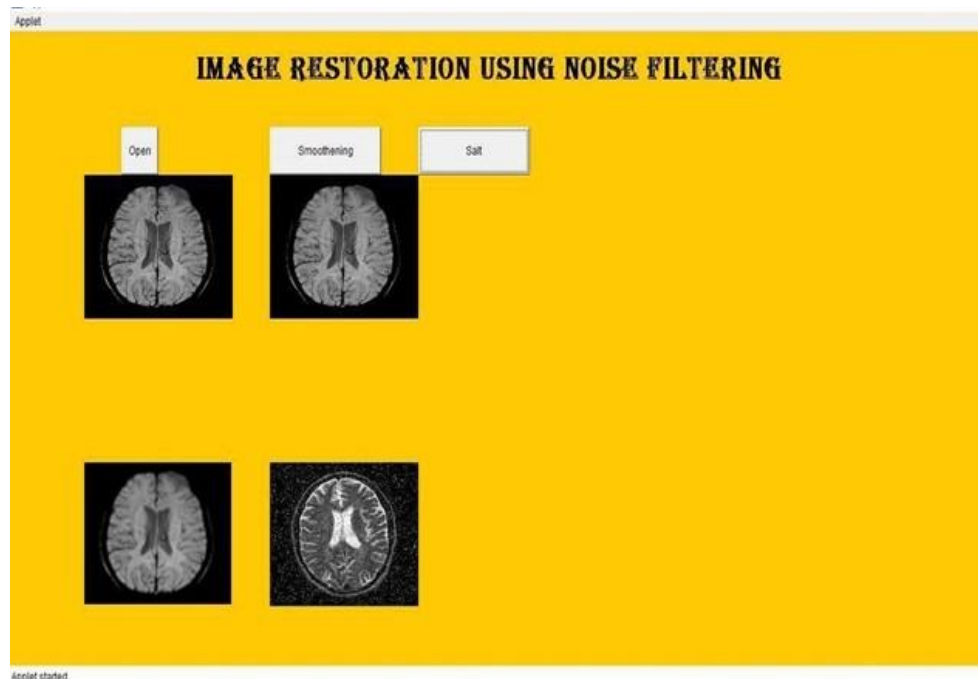 Applet
IMAGE RESTORATION USING NOISE FILTERING
Open
Smoothening
Salt
Applet started.